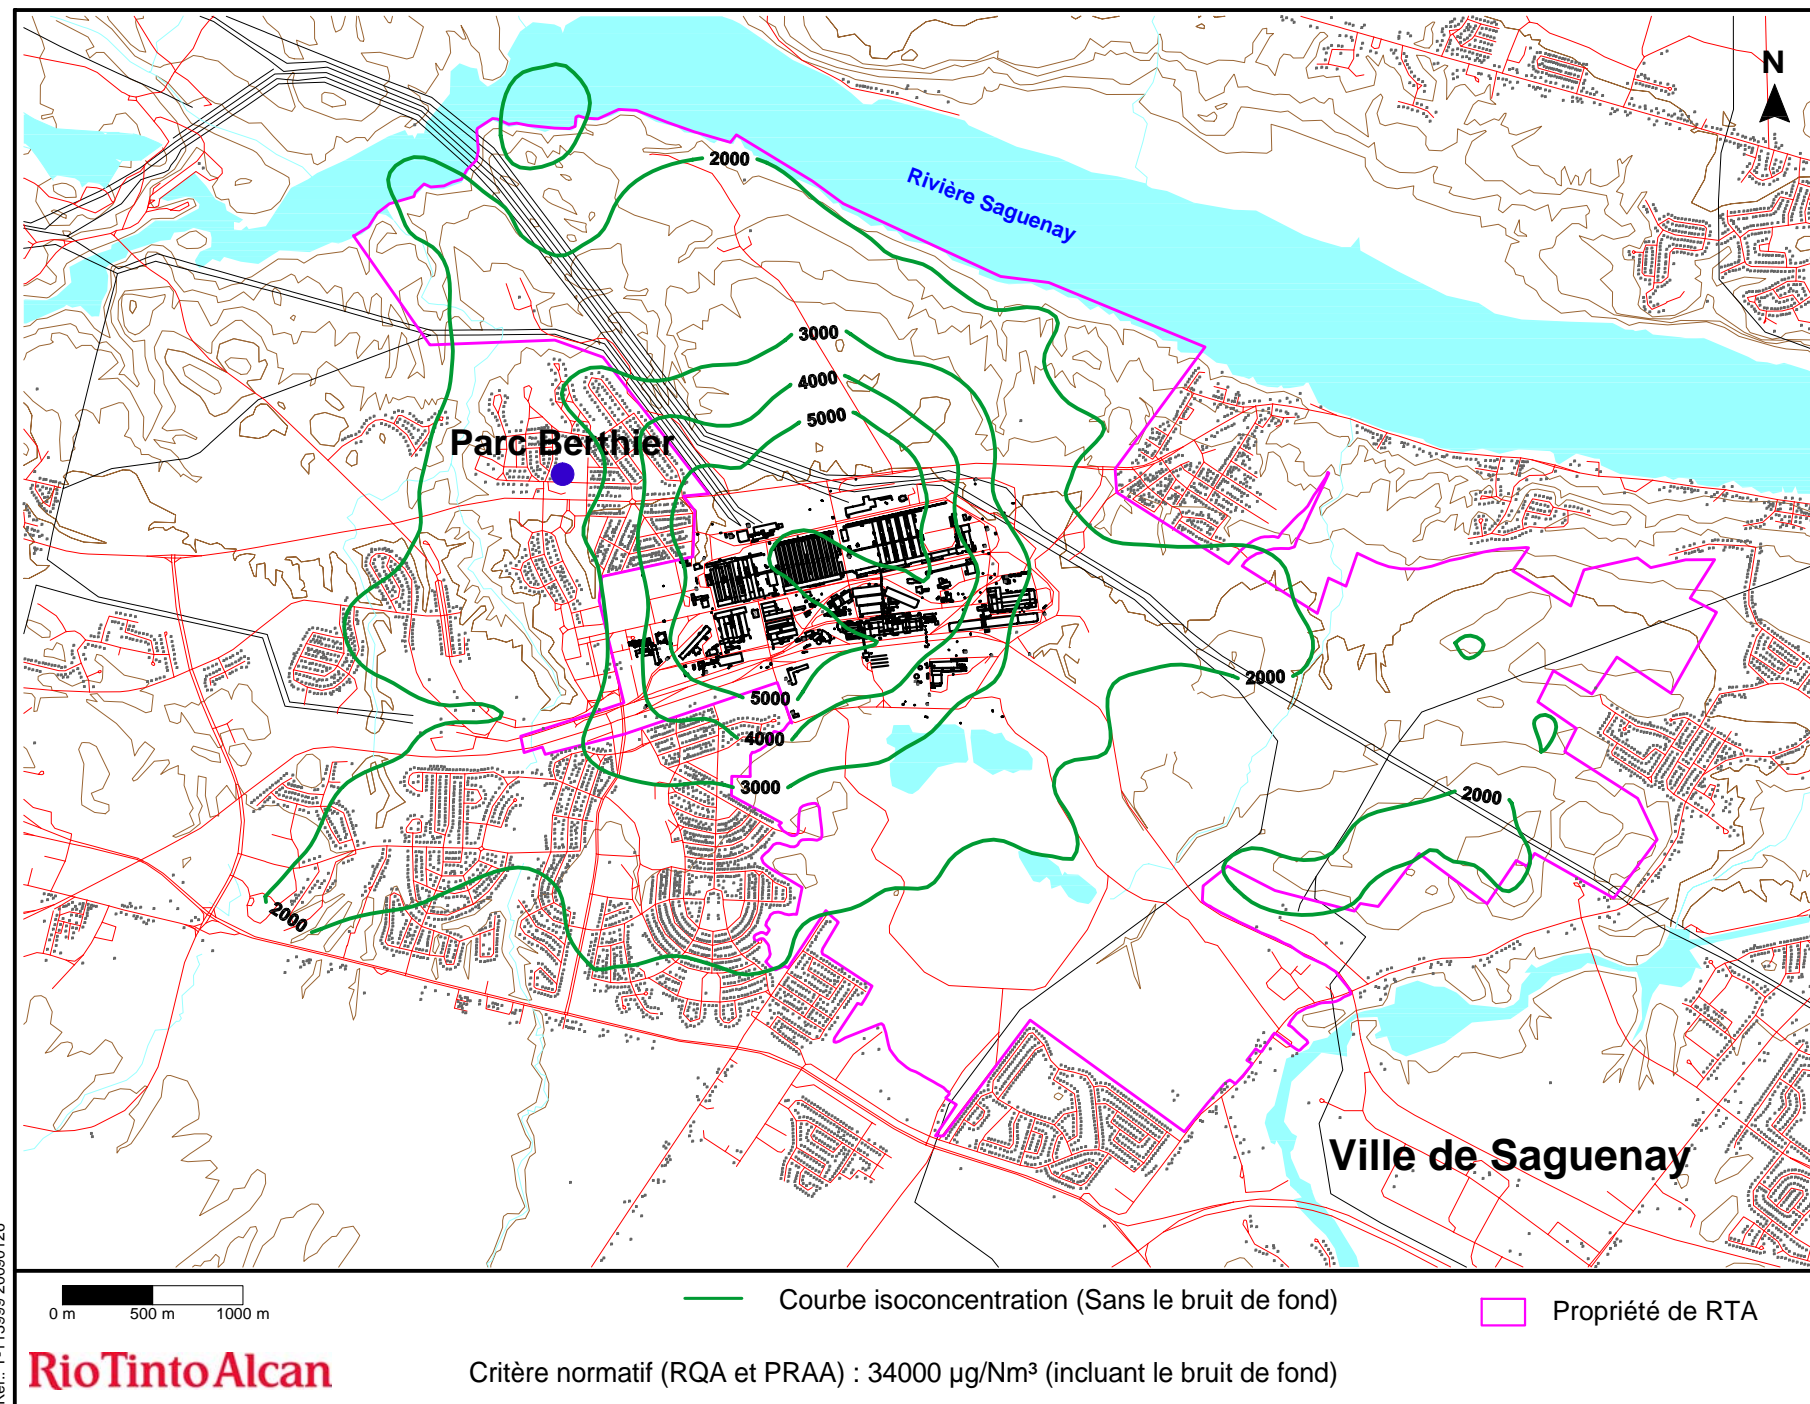 N
2000
Rivière Saguenay
3000
4000
5000
Parc Berthier
2000
5000
4000
3000
2000
2000
Ville de Saguenay
0 m 500 m 1000 m
Courbe isoconcentration (Sans le bruit de fond)
Propriété de RTA
RioTintoAlcan
Critère normatif (RQA et PRAA) : 34000 µg/Nm³ (incluant le bruit de fond)